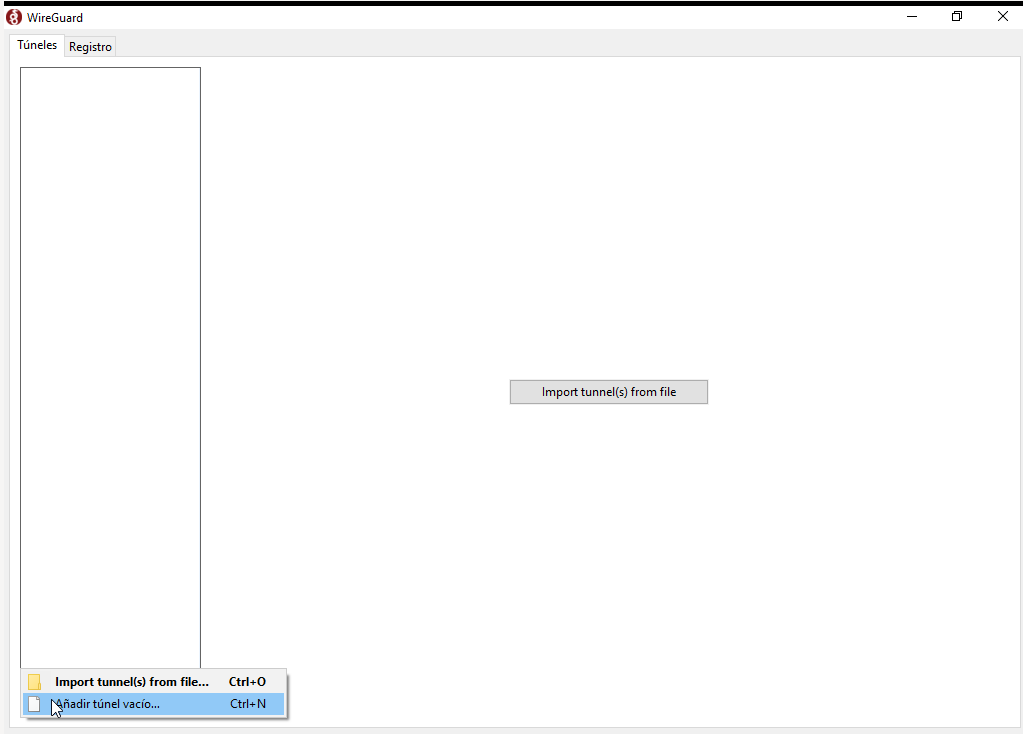 WireGuard
Túneles Registro
Import tunnel(s) from file
Import tunnel(s) from file... Ctrl+O
Añadir túnel vacío... Ctrl+N